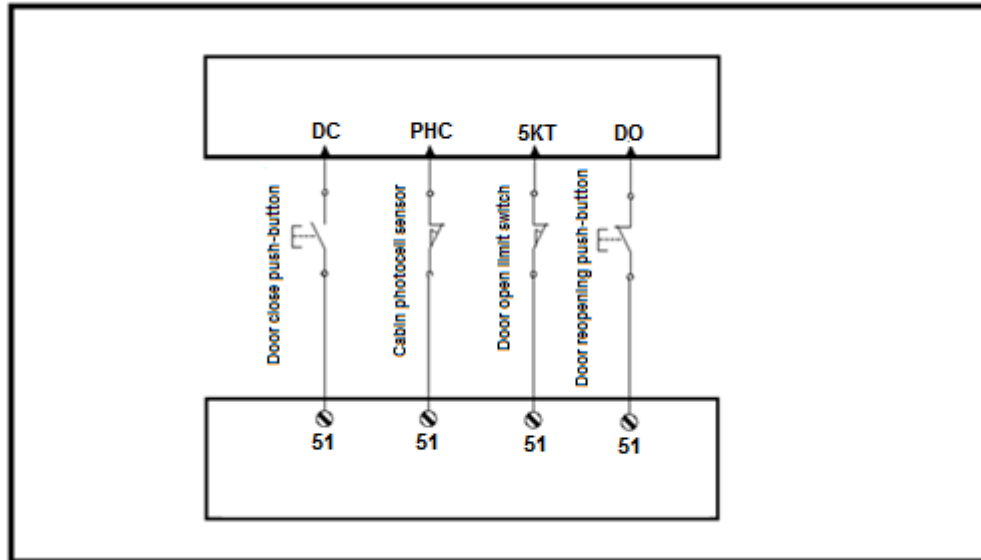 DC
PHC
5KT
DO
Door close push-button
Cabin photocell sensor
Door open limit switch
Door reopening push-button
51
51
51
51